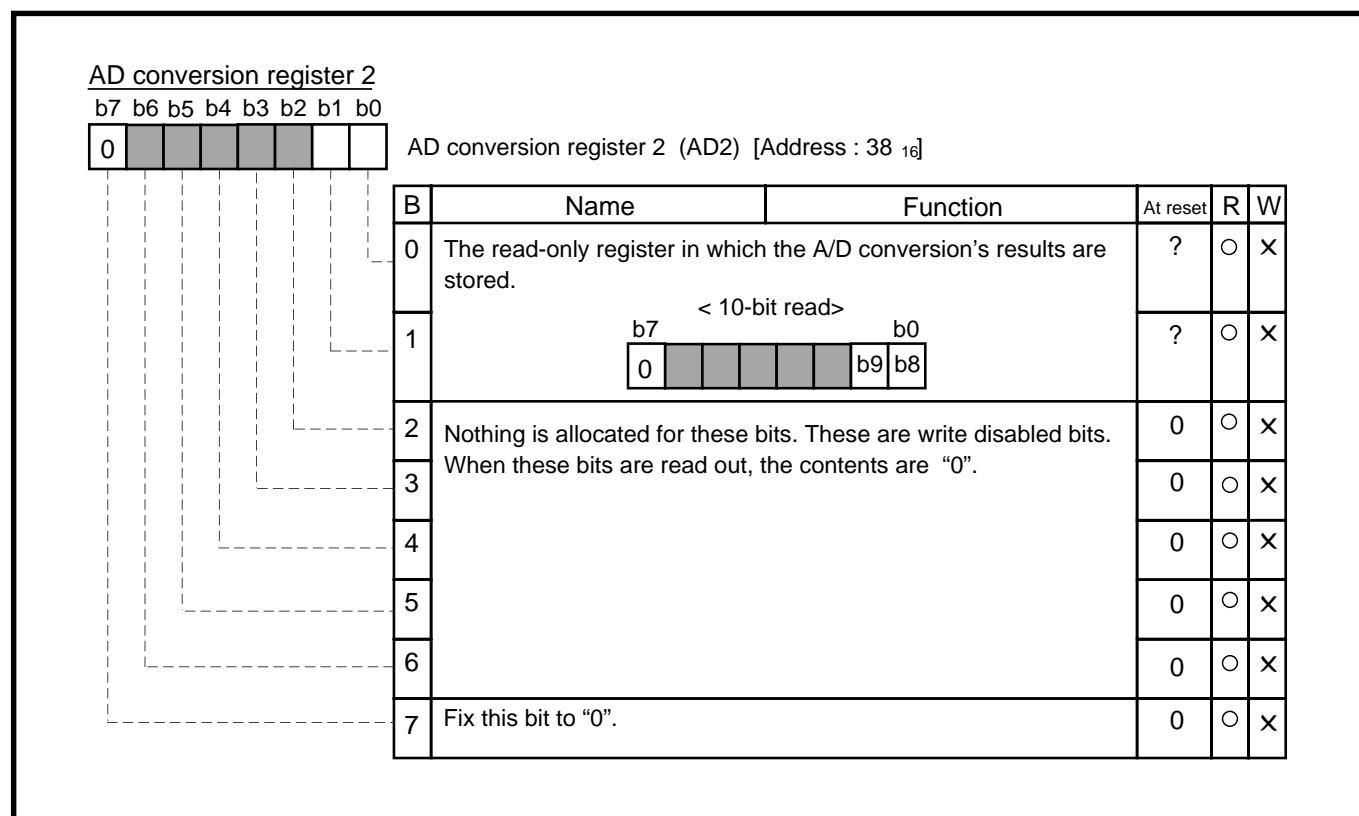 AD conversion register 2
b7 b6 b5 b4 b3 b2 b1 b0
0
AD conversion register 2 (AD2) [Address : 38 16]
B Name Function At reset R W
0 The read-only register in which the A/D conversion’s results are ? ○ ×
stored.
< 10-bit read>
b7 b0
1 ? ○ ×
0 b9 b8
2 Nothing is allocated for these bits. These are write disabled bits. 0 ○ ×
When these bits are read out, the contents are “0”.
3 0 ○ ×
4 0 ○ ×
5 0 ○ ×
6 0 ○ ×
7 Fix this bit to “0”. 0 ○ ×